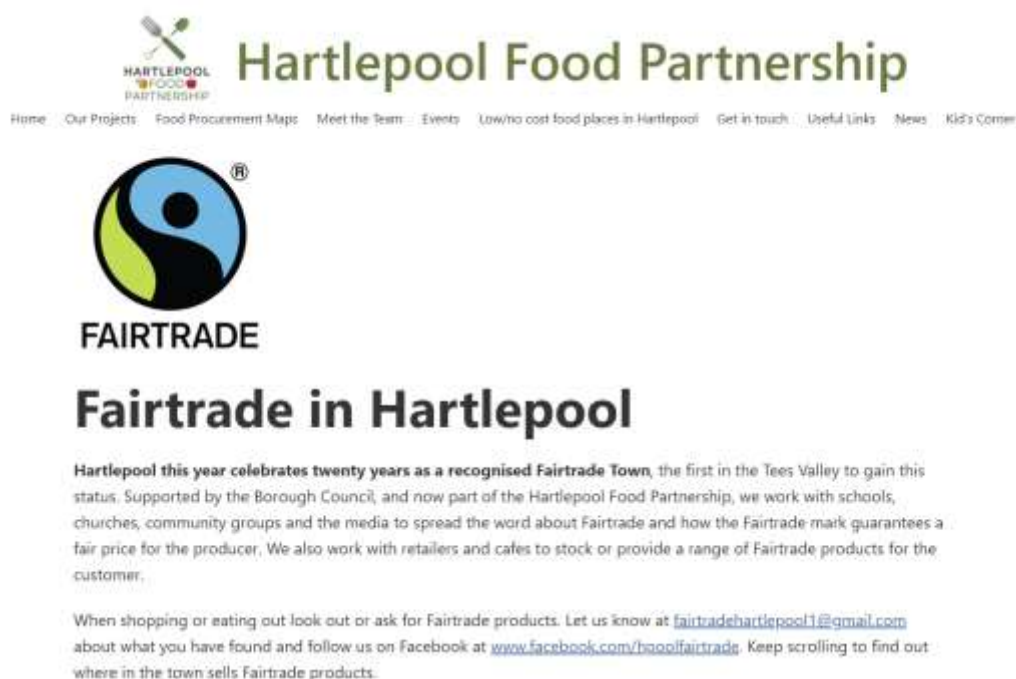 Hartlepool Food Partnership
HARTLEPOOL
FOOD
PARTNERSHIP
Home Our Projects Food Procurement Maps Meet the Team Events Low/no cost food places in Hartlepool Get in touch Useful Links News Kid's Corner
®
FAIRTRADE
Fairtrade in Hartlepool
Hartlepool this year celebrates twenty years as a recognised Fairtrade Town, the first in the Tees Valley to gain this
status. Supported by the Borough Council, and now part of the Hartlepool Food Partnership, we work with schools,
churches, community groups and the media to spread the word about Fairtrade and how the Fairtrade mark guarantees a
fair price for the producer. We also work with retailers and cafes to stock or provide a range of Fairtrade products for the
customer.
When shopping or eating out look out or ask for Fairtrade products. Let us know at fairtradehartlepool1@gmail.com
about what you have found and follow us on Facebook at www.facebook.com/hpoolfairtrade. Keep scrolling to find out
where in the town sells Fairtrade products.